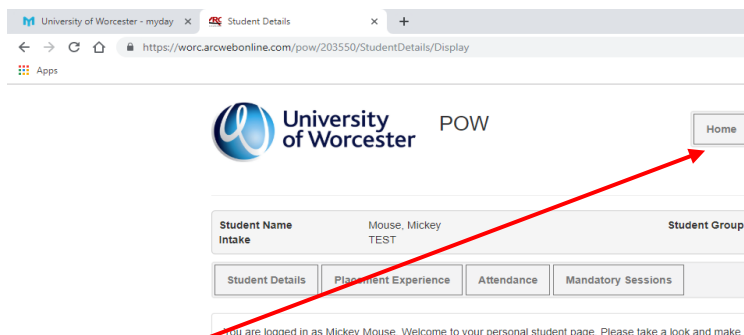 University of Worcester - myday
Student Details
https://worc.arcwebonline.com/pow/203550/StudentDetails/Display
Apps
University
of Worcester
POW
Home
Student Name Mouse, Mickey Student Group
Intake TEST
Student Details Placement Experience Attendance Mandatory Sessions
You are logged in as Mickey Mouse. Welcome to your personal student page. Please take a look and make